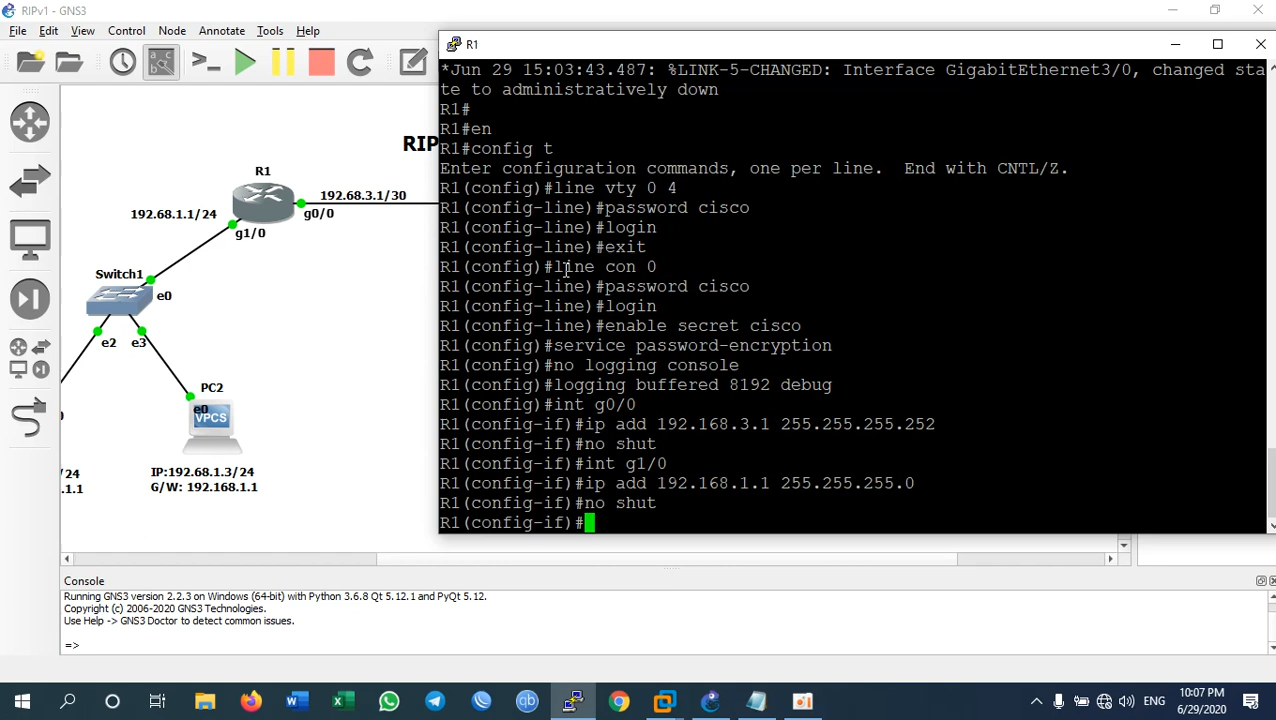 RIPv1 - GNS3
File Edit View Control Node Annotate Tools Help
R1
*Jun 29 15:03:43.487: %LINK-5-CHANGED: Interface GigabitEthernet3/0, changed sta
te to administratively down
R1#
R1#en
R1#config t
Enter configuration commands, one per line.  End with CNTL/Z.
R1(config)#line vty 0 4
R1(config-line)#password cisco
R1(config-line)#login
R1(config-line)#exit
R1(config)#line con 0
R1(config-line)#password cisco
R1(config-line)#login
R1(config-line)#enable secret cisco
R1(config)#service password-encryption
R1(config)#no logging console
R1(config)#logging buffered 8192 debug
R1(config)#int g0/0
R1(config-if)#ip add 192.168.3.1 255.255.255.252
R1(config-if)#no shut
R1(config-if)#int g1/0
R1(config-if)#ip add 192.168.1.1 255.255.255.0
R1(config-if)#no shut
R1(config-if)#
RIP
R1
192.68.3.1/30
192.68.1.1/24
g0/0
g1/0
Switch1
e0
e2 e3
PC2
e0
VPCS
IP:192.68.1.3/24
G/W: 192.168.1.1
/24
1.1
Console
Running GNS3 version 2.2.3 on Windows (64-bit) with Python 3.6.8 Qt 5.12.1 and PyQt 5.12.
Copyright (c) 2006-2020 GNS3 Technologies.
Use Help -> GNS3 Doctor to detect common issues.
=>
ENG
10:07 PM
6/29/2020